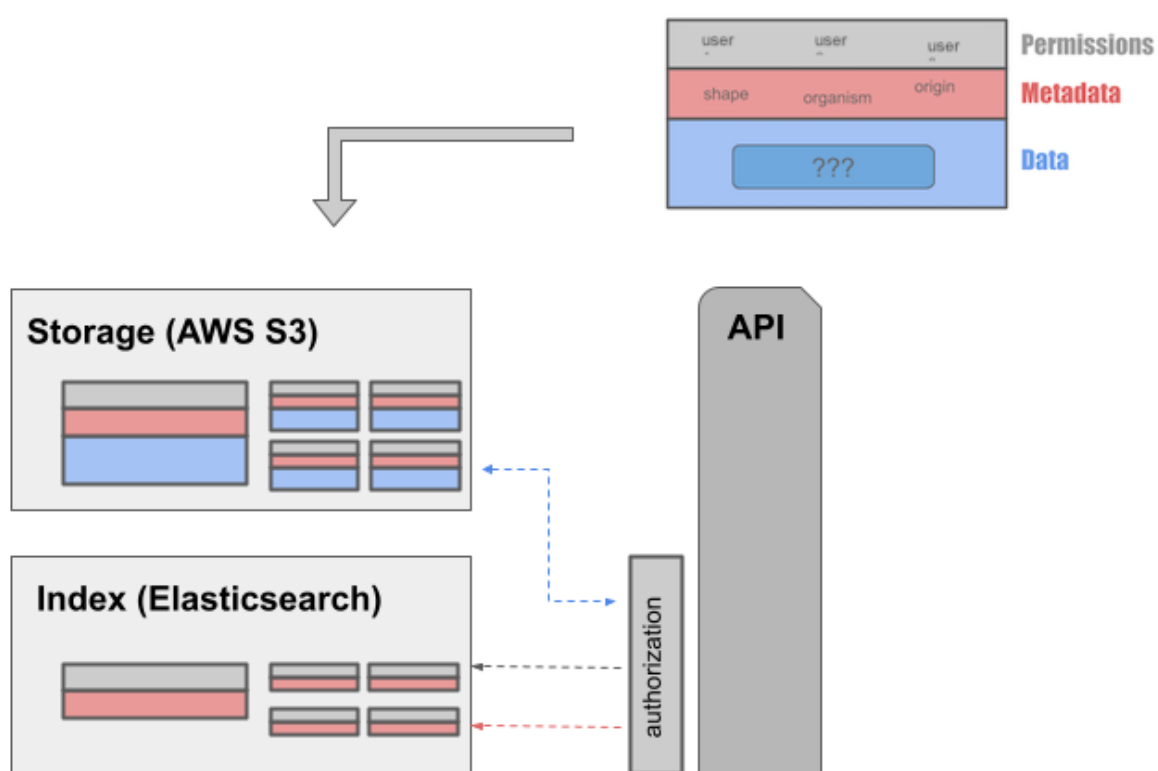 user user user Permissions
shape organism origin Metadata
??? Data
Storage (AWS S3)
API
Index (Elasticsearch)
authorization